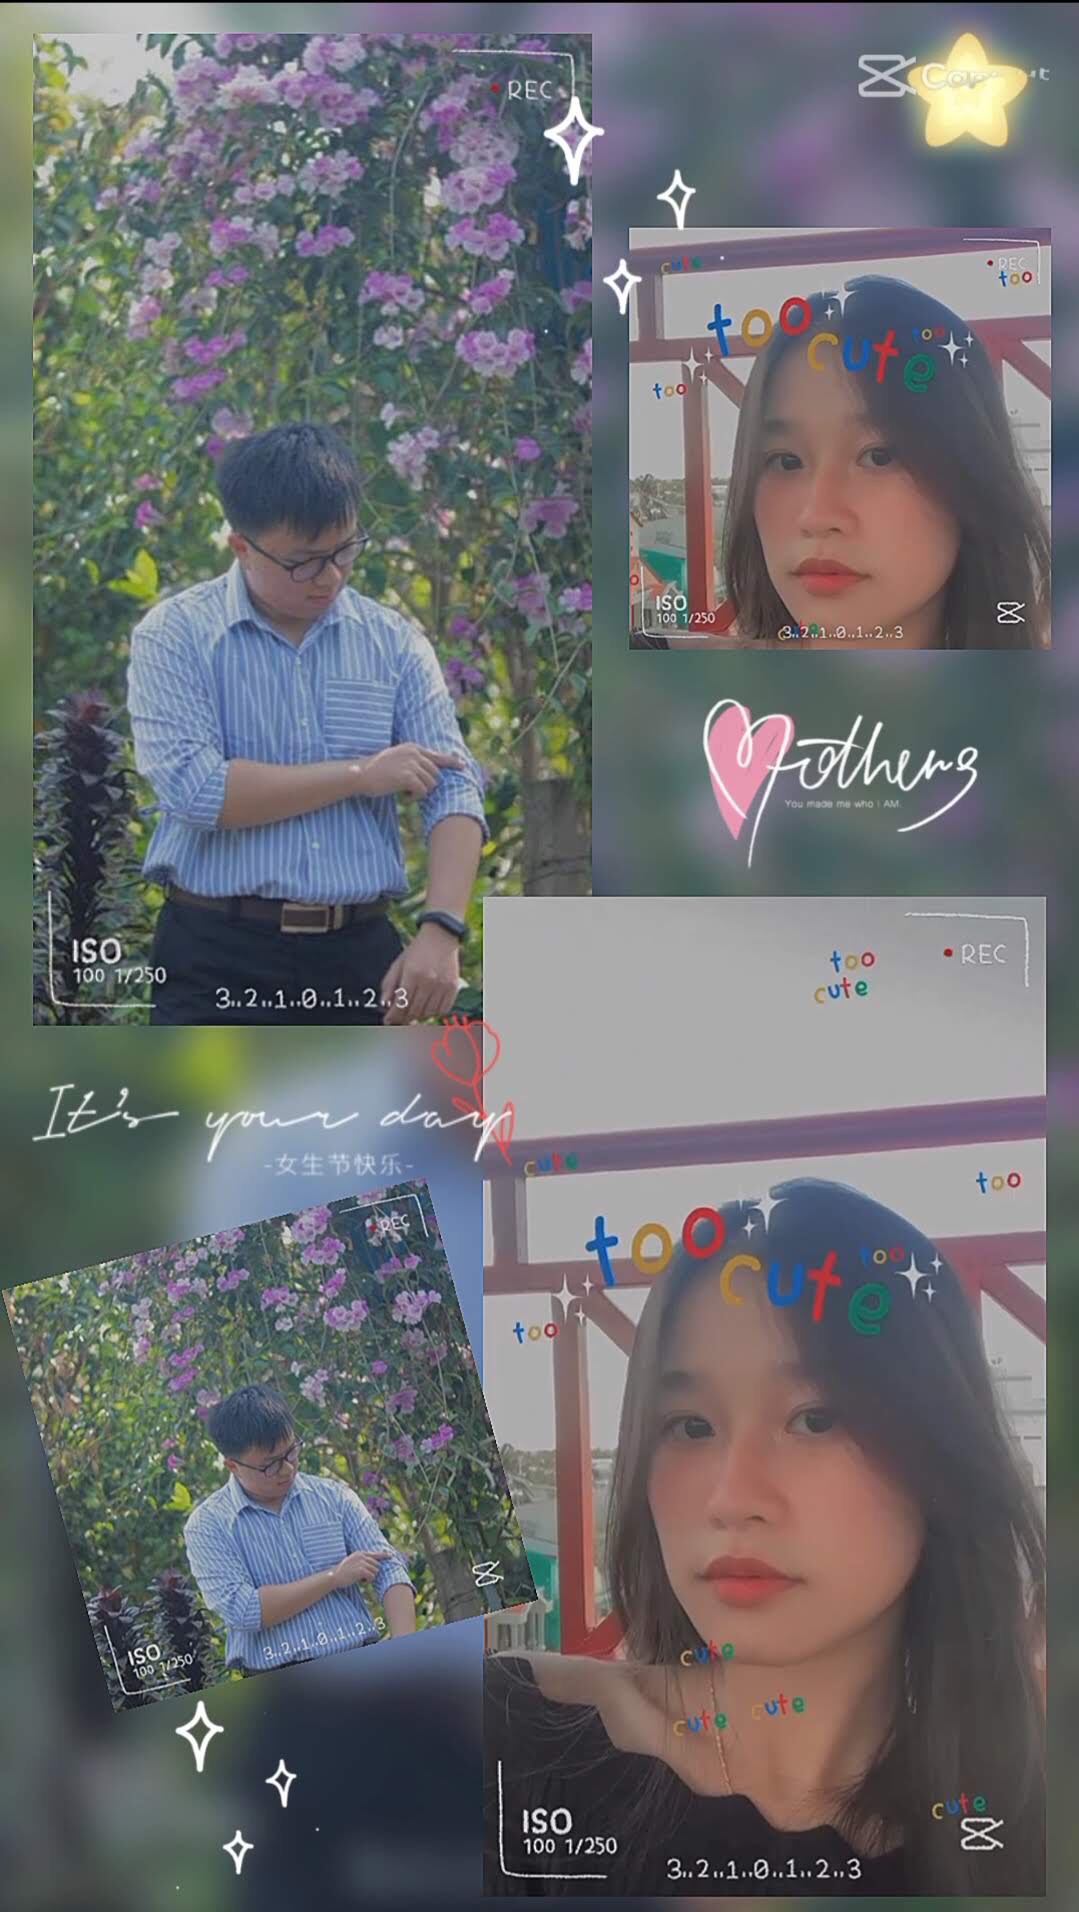 REC
CapCut
cute
REC
too
too
cute
too
too
ISO
100 1/250
3..2..1..0..1..2..3
Mothers
You made me who i AM.
ISO
100 1/250
3..2..1..0..1..2..3
too
cute
REC
It's your day
-女生节快乐-
cute
too
too
cute
too
too
REC
ISO
100 1/250
3..2..1..0..1..2..3
cute
cute
cute
cute
ISO
100 1/250
3..2..1..0..1..2..3